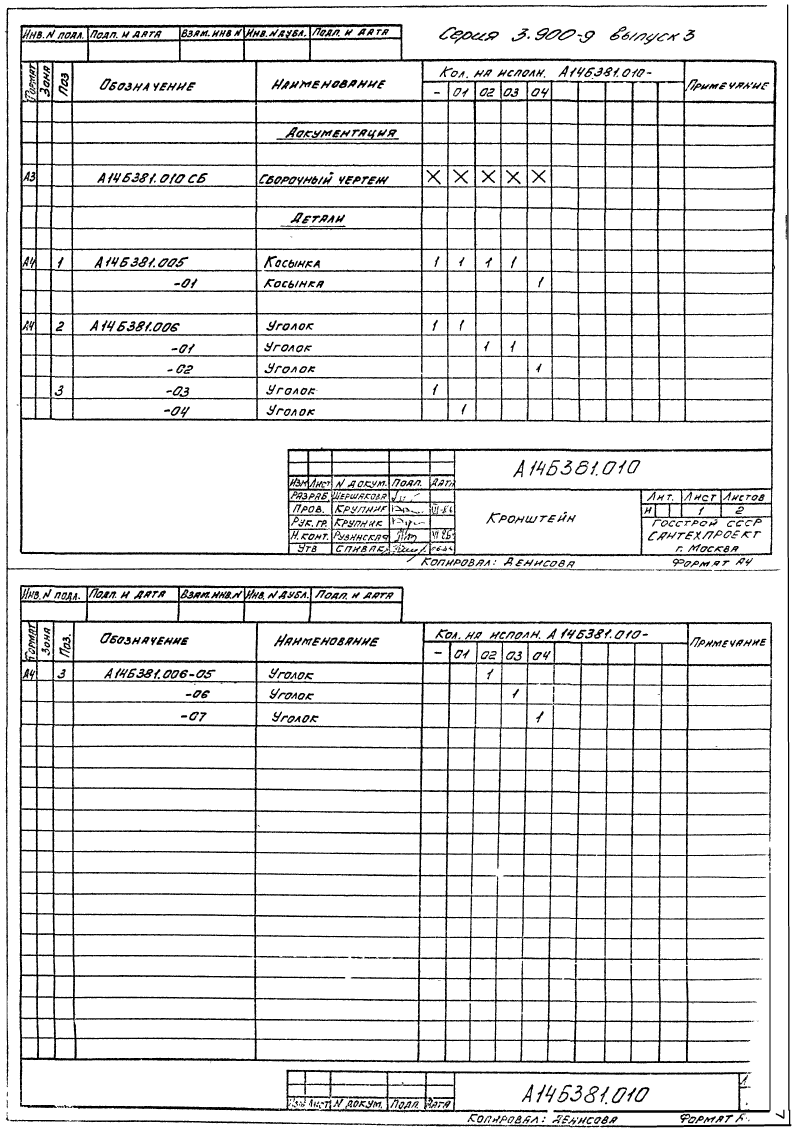 Серия 3.900-9 выпуск 3
Инв. N подл. Подп. и дата Взам. инв N Инв. N дубл. Подп. и дата
Формат Зона Поз Обозначение Наименование Кол. на исполн. А14Б381.010- Примечание
- 01 02 03 04
Документация
А3 А14Б381.010 СБ Сборочный чертеж X X X X X
Детали
А4 1 А14Б381.005 Косынка 1 1 1 1
-01 Косынка 1
А4 2 А14Б381.006 Уголок 1 1
-01 Уголок 1 1
-02 Уголок 1
3 -03 Уголок 1
-04 Уголок 1
А14Б381.010
Изм Лист N докум. Подп. Дата
Разраб Шершакова
Пров. Крупник
Рук. гр. Крупник
Н. конт. Рузинская
Утв Спивак
Кронштейн
Лит. Лист Листов
И 1 2
Госстрой СССР
Сантехпроект
г. Москва
Копировал: Денисова Формат А4
Инв. N подл. Подп. и дата Взам. инв. N Инв. N дубл. Подп. и дата
Формат Зона Поз. Обозначение Наименование Кол. на исполн. А14Б381.010- Примечание
- 01 02 03 04
А4 3 А14Б381.006-05 Уголок 1
-06 Уголок 1
-07 Уголок 1
Изм Лист N докум. Подп. Дата
А14Б381.010
Копировал: Денисова Формат